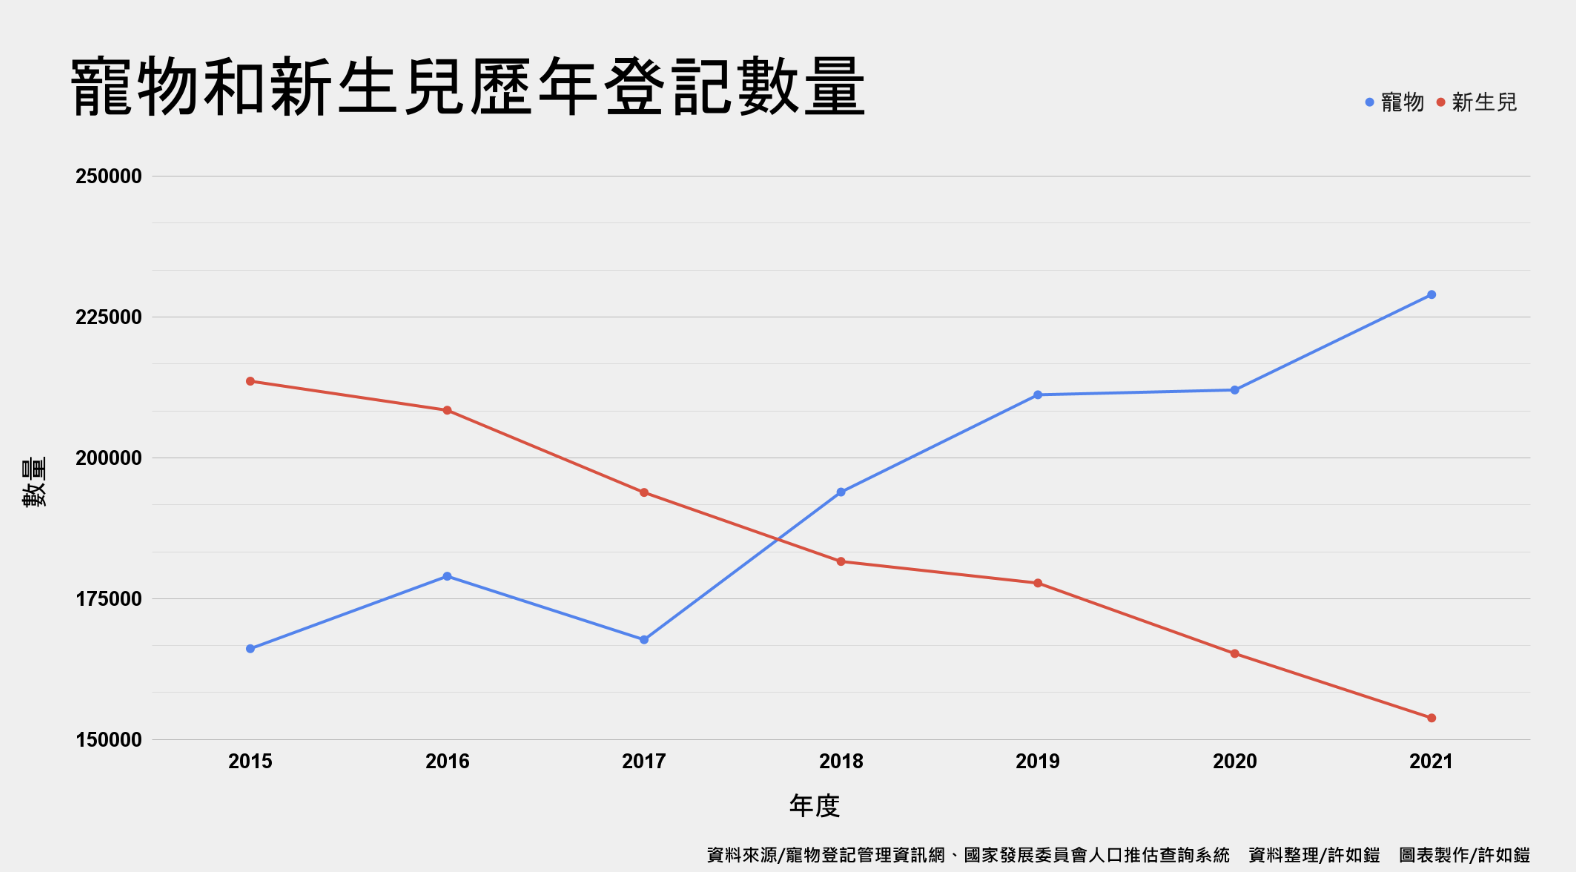 寵物和新生兒歷年登記數量
寵物 新生兒
250000
225000
200000
175000
150000
數量
2015 2016 2017 2018 2019 2020 2021
年度
資料來源/寵物登記管理資訊網、國家發展委員會人口推估查詢系統 資料整理/許如鎧 圖表製作/許如鎧